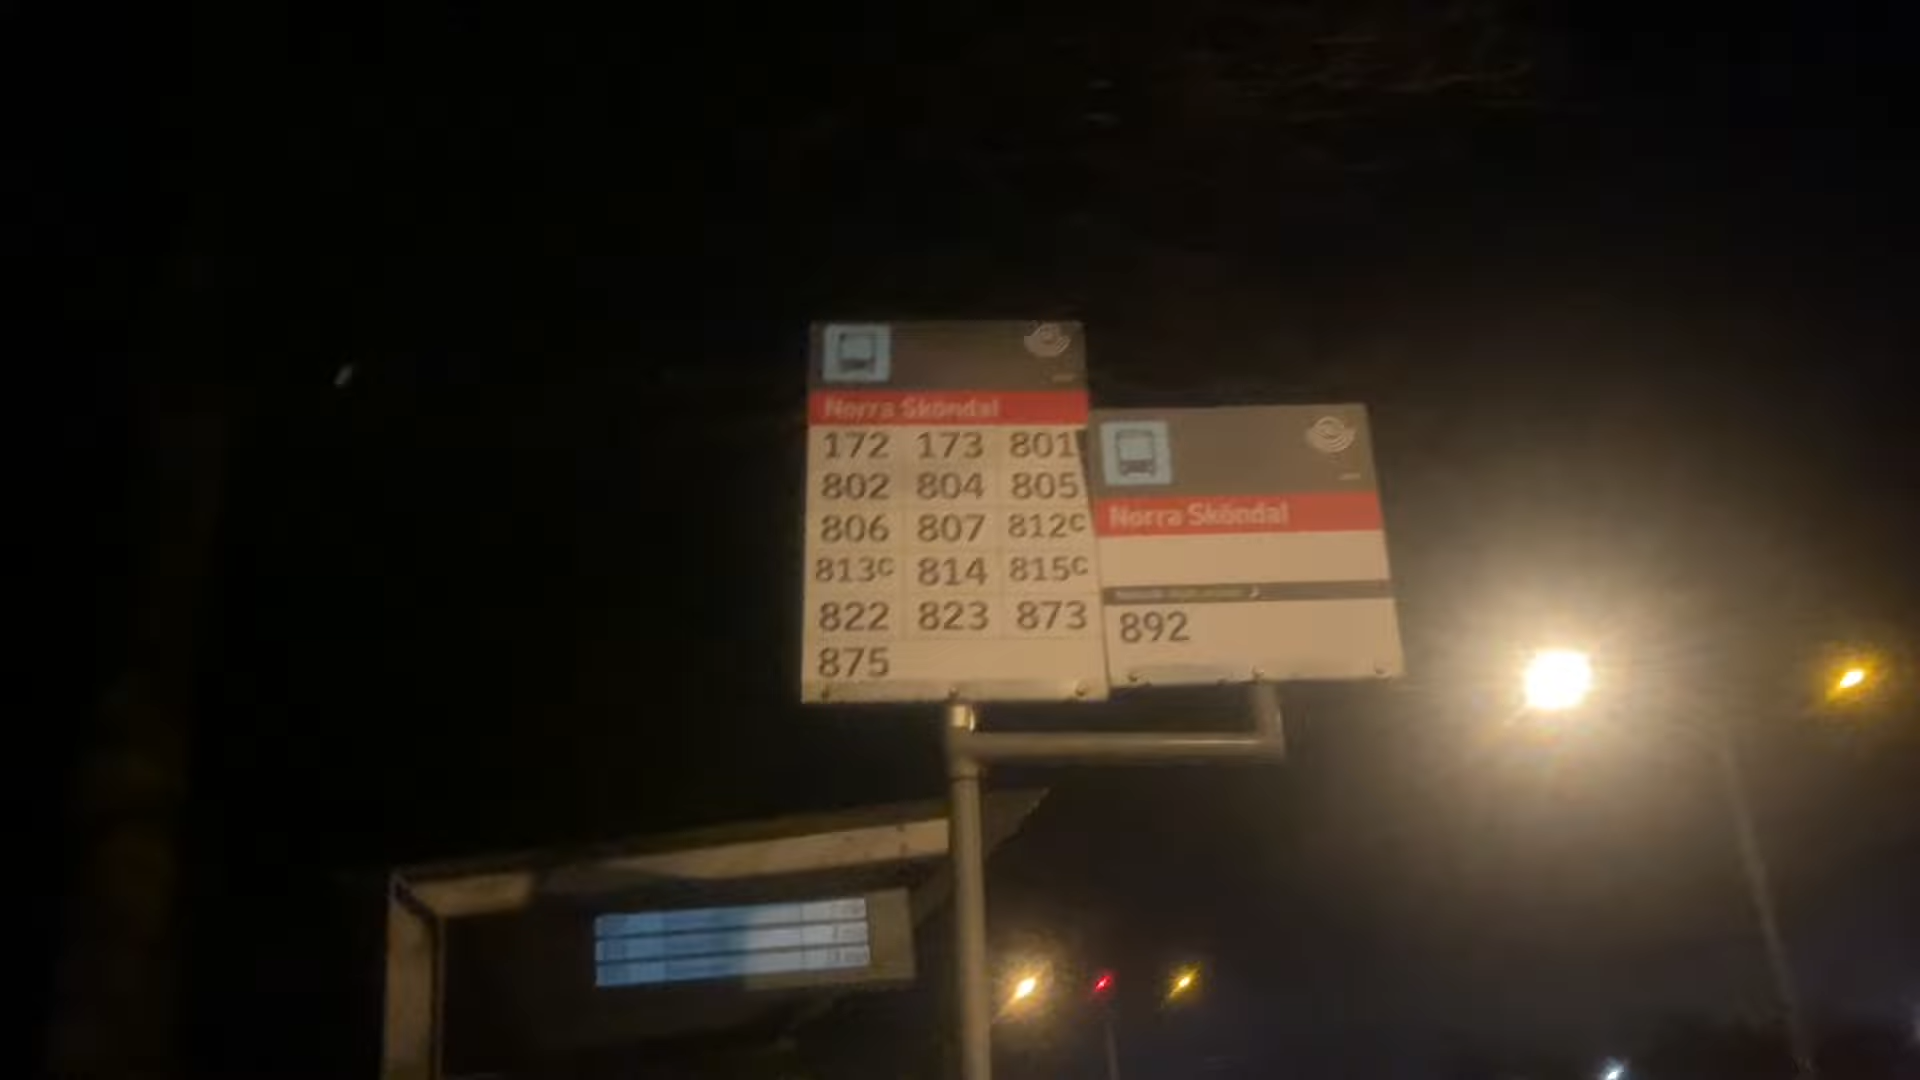 Norra Sköndal
172 173 801
802 804 805
806 807 812C
813C 814 815C
822 823 873
875
Norra Sköndal
892